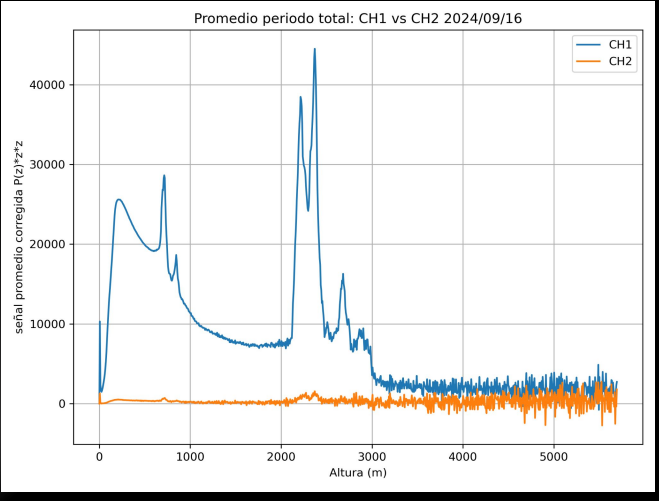 Promedio periodo total: CH1 vs CH2 2024/09/16
CH1
CH2
señal promedio corregida P(z)*z*z
40000
30000
20000
10000
0
0 1000 2000 3000 4000 5000
Altura (m)